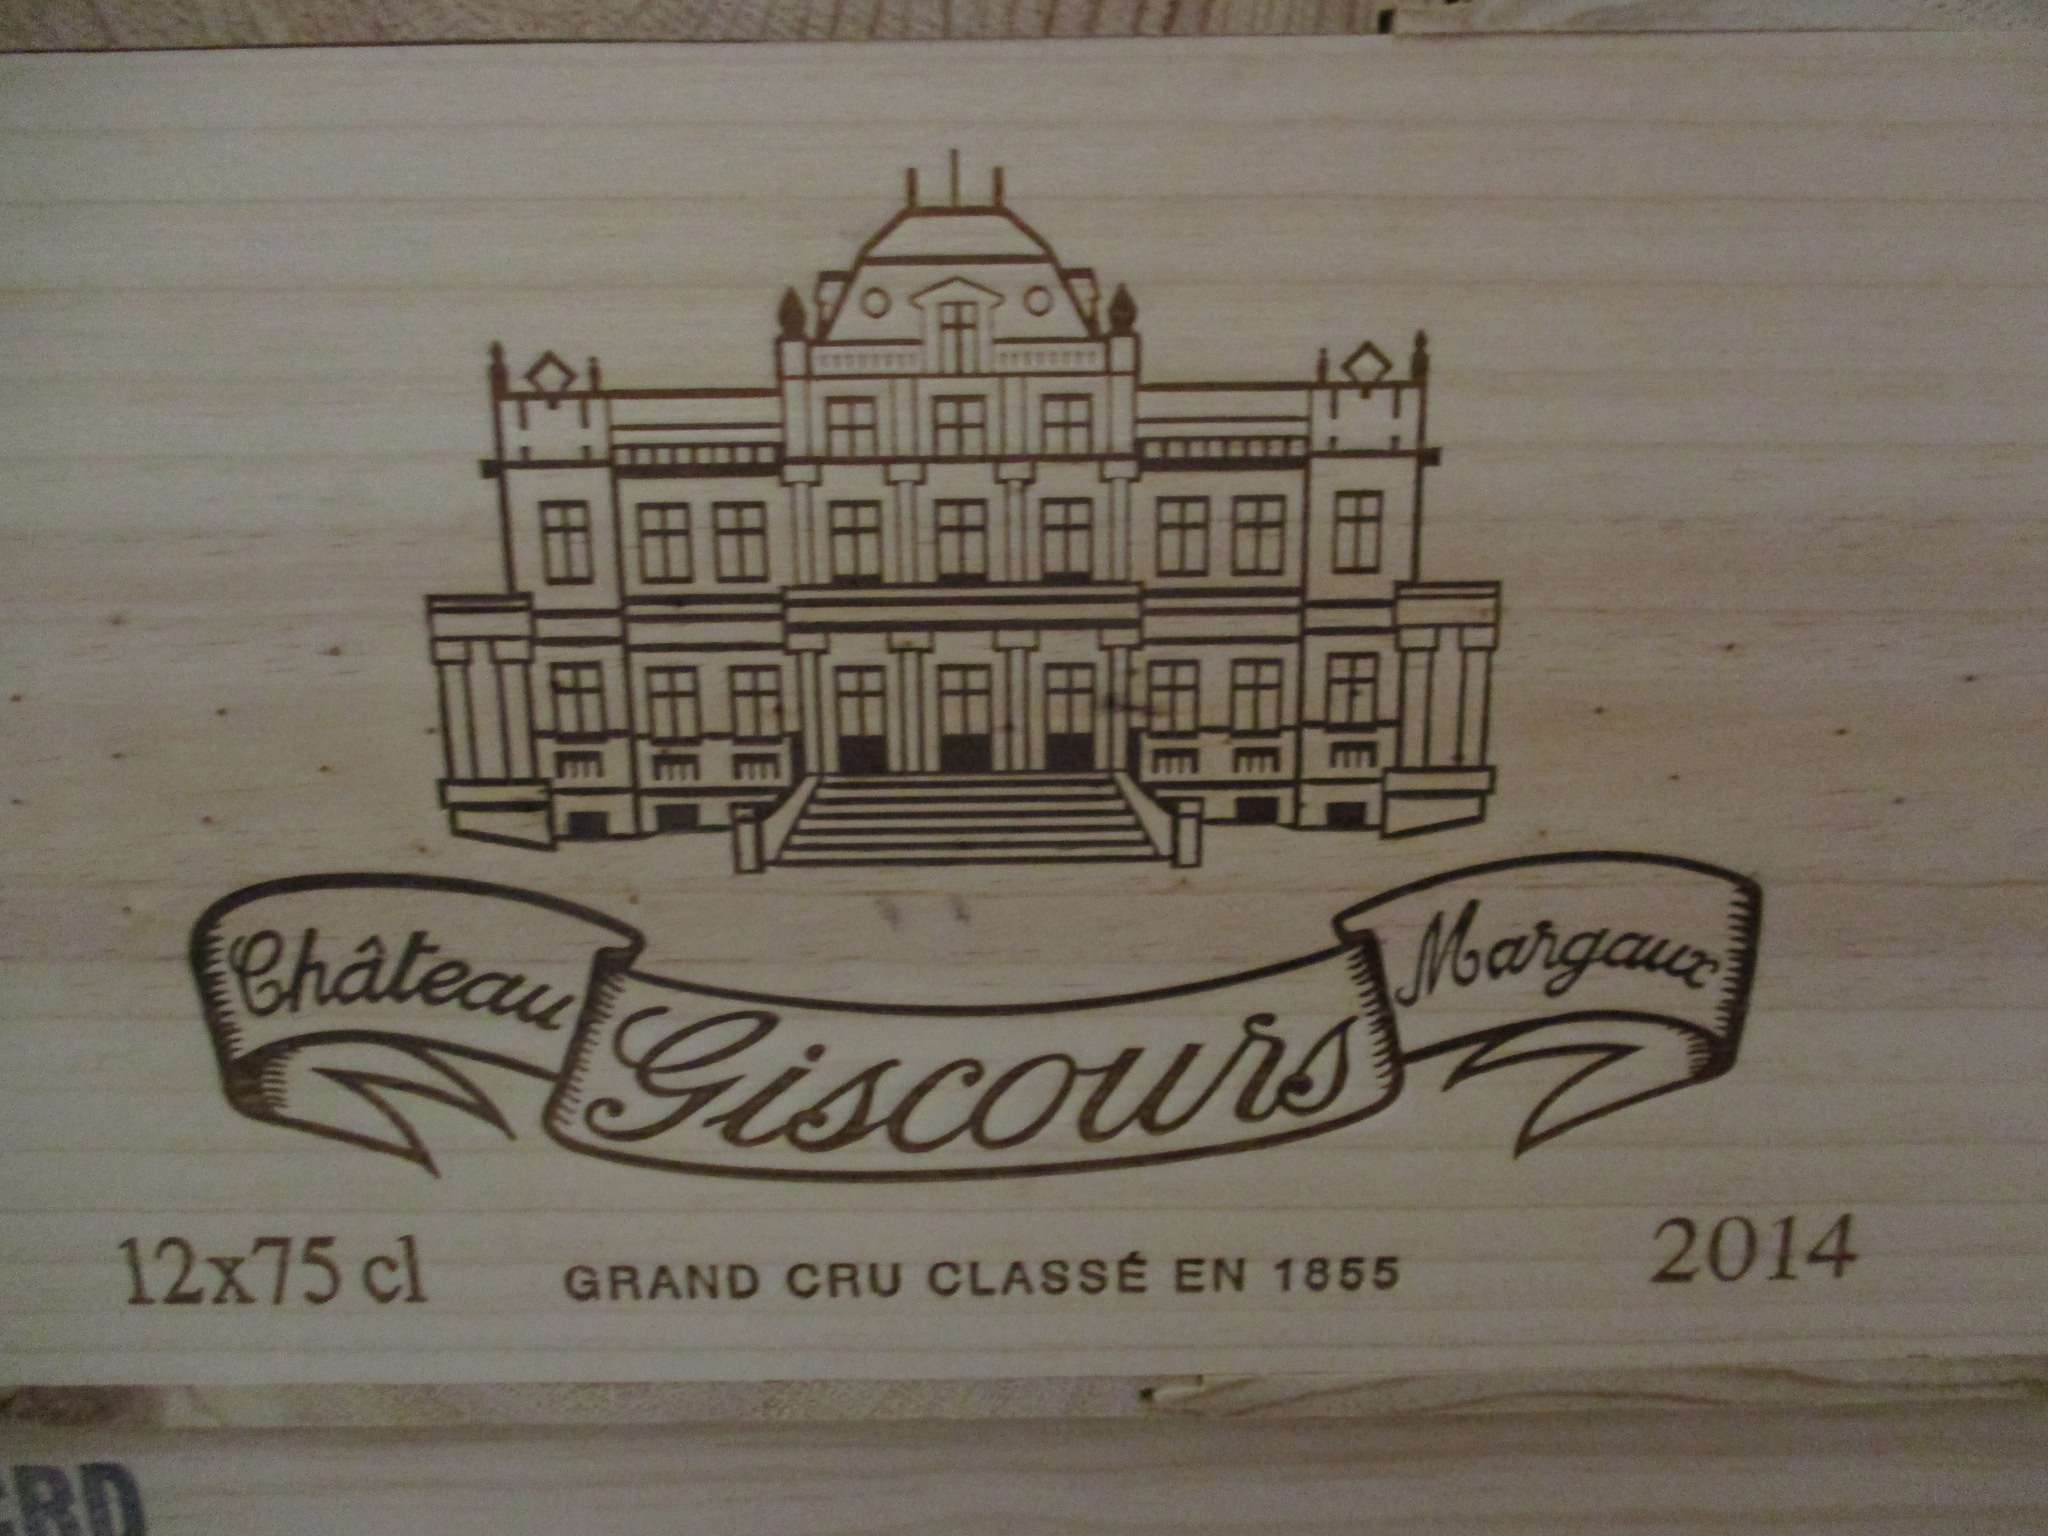 Château Giscours Margaux
12x75 cl GRAND CRU CLASSÉ EN 1855 2014